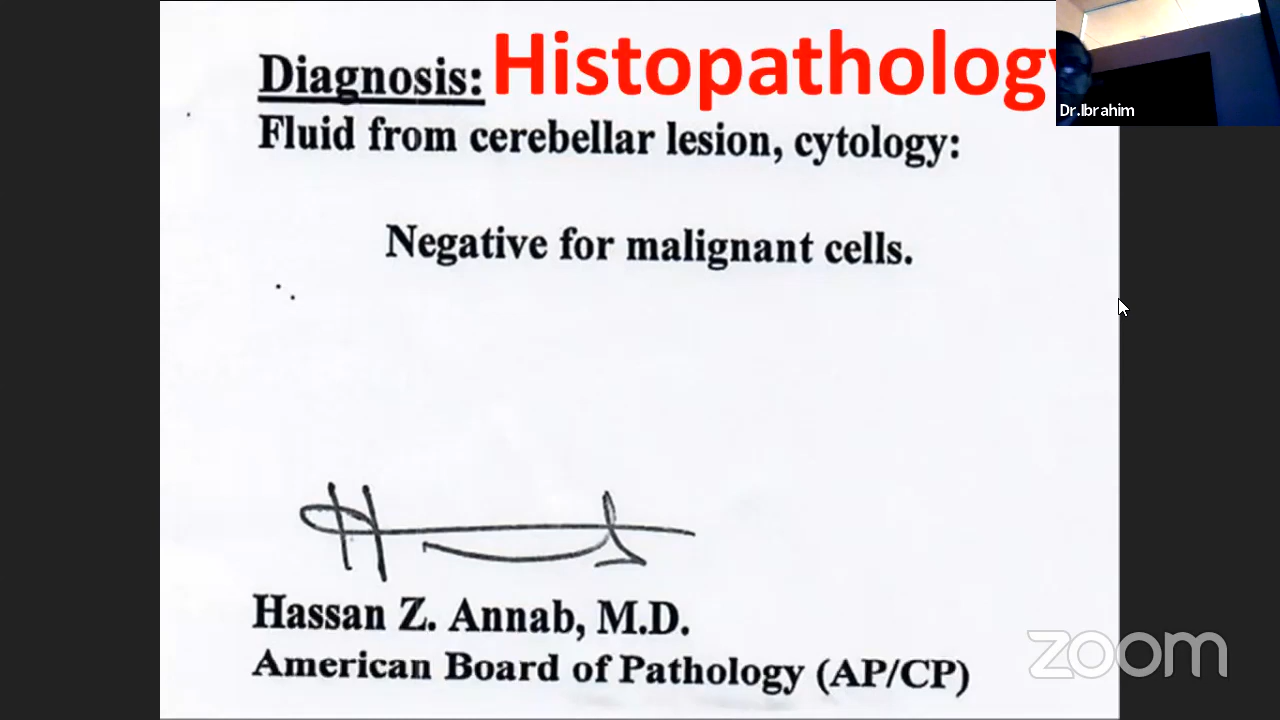 Diagnosis: Histopathology
Dr.Ibrahim
Fluid from cerebellar lesion, cytology:
Negative for malignant cells.
Hassan Z. Annab, M.D.
American Board of Pathology (AP/CP)
zoom